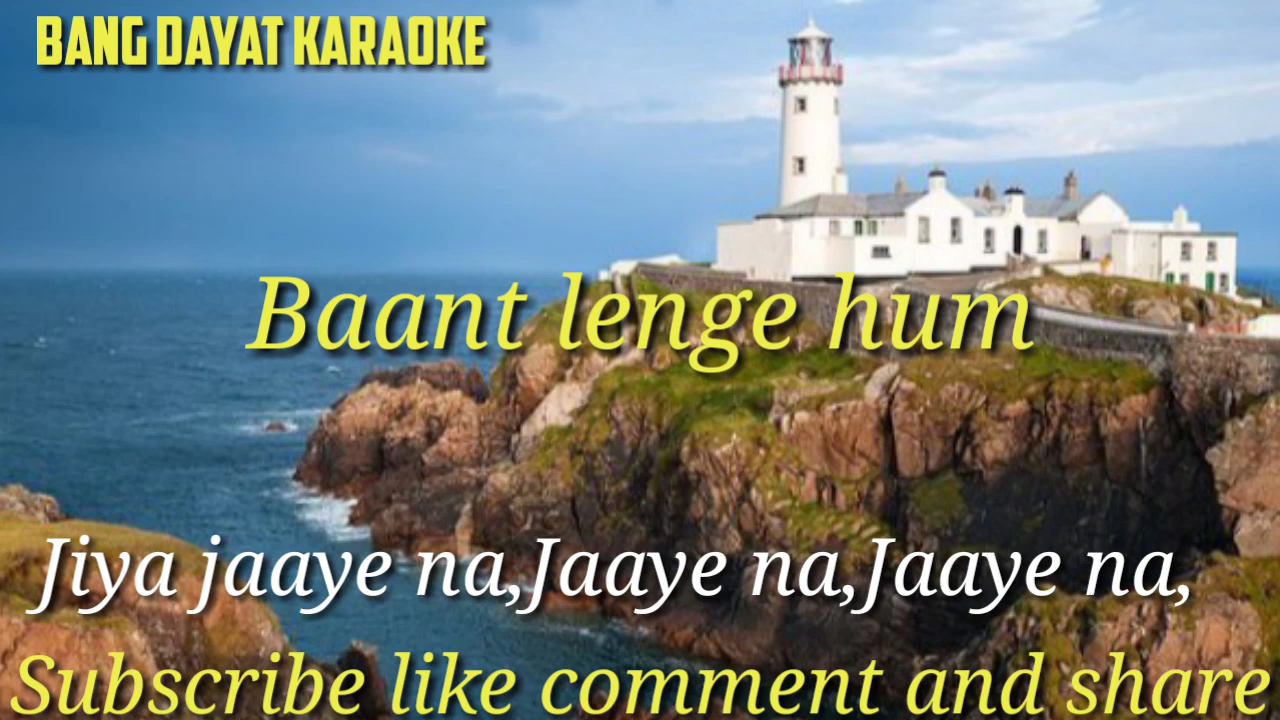 BANG DAYAT KARAOKE
Baant lenge hum
Jiya jaaye na,Jaaye na,Jaaye na,
Subscribe like comment and share